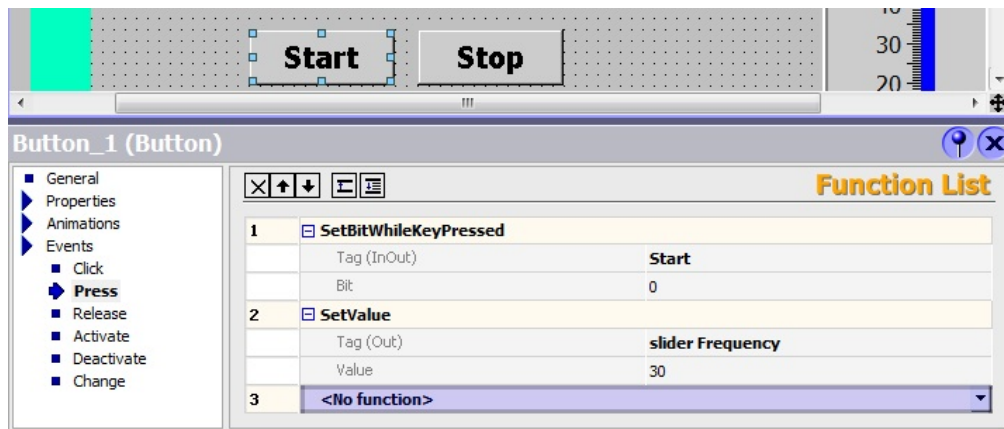 30
Start Stop
20
Button_1 (Button)
General
Properties
Animations
Events
Click
Press
Release
Activate
Deactivate
Change
Function List
1 SetBitWhileKeyPressed
Tag (InOut) Start
Bit 0
2 SetValue
Tag (Out) slider Frequency
Value 30
3 <No function>